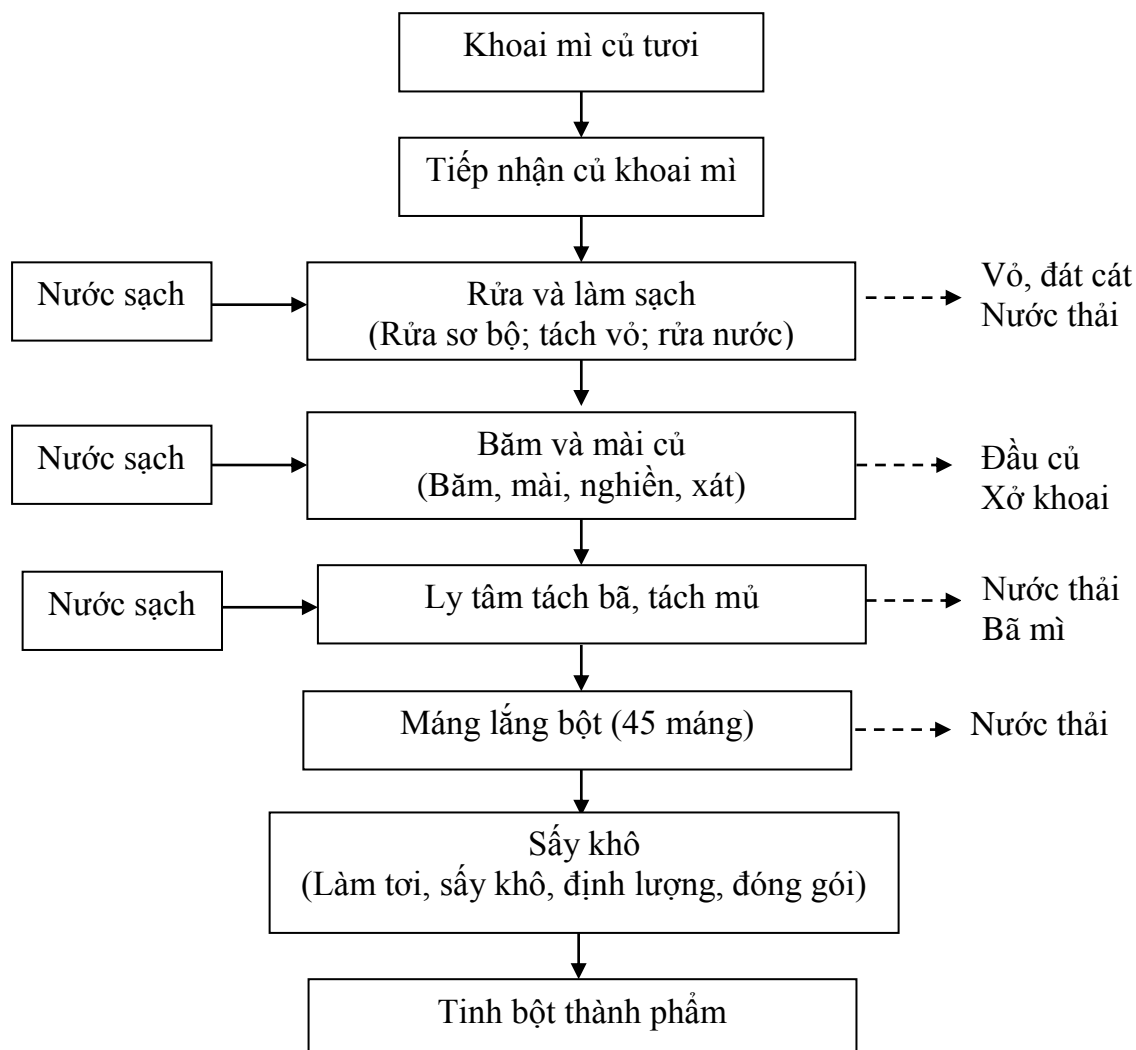 Khoai mì củ tươi
Tiếp nhận củ khoai mì
Nước sạch
Rửa và làm sạch
(Rửa sơ bộ; tách vỏ; rửa nước)
Vỏ, đát cát
Nước thải
Nước sạch
Băm và mài củ
(Băm, mài, nghiền, xát)
Đầu củ
Xở khoai
Nước sạch
Ly tâm tách bã, tách mủ
Nước thải
Bã mì
Máng lắng bột (45 máng)
Nước thải
Sấy khô
(Làm tơi, sấy khô, định lượng, đóng gói)
Tinh bột thành phẩm